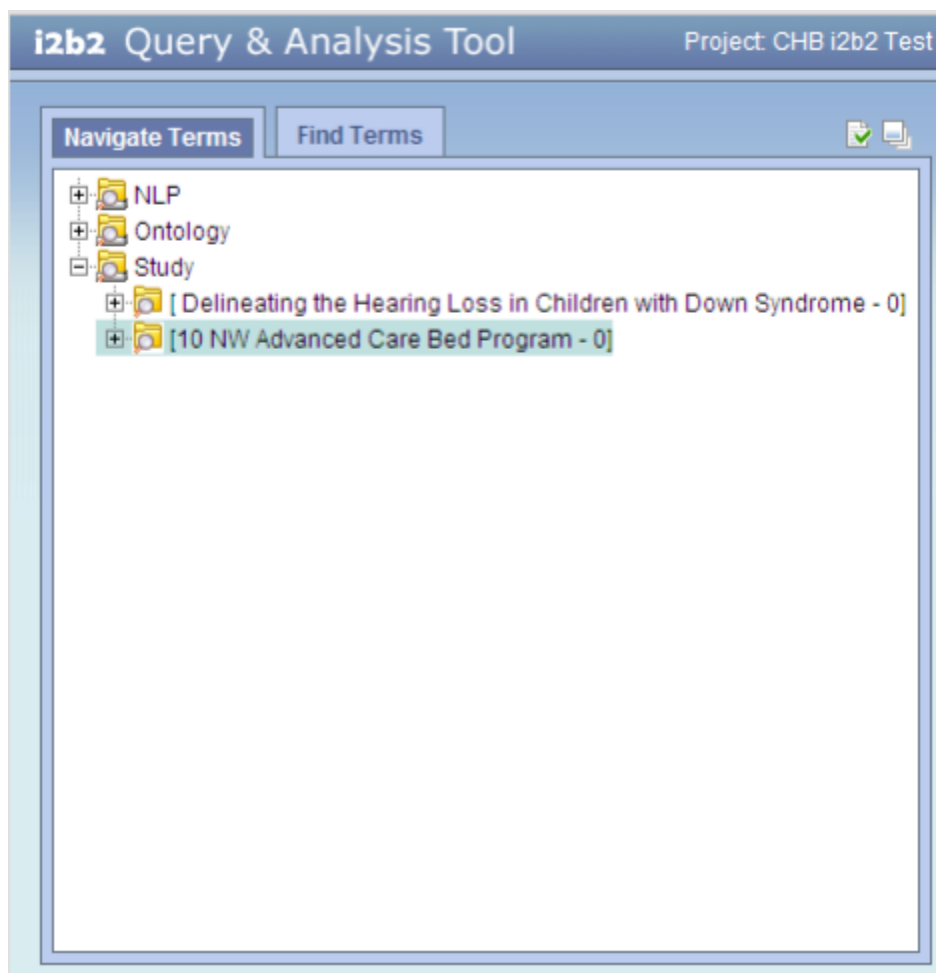 i2b2 Query & Analysis Tool Project: CHB i2b2 Test
Navigate Terms Find Terms
NLP
Ontology
Study
[ Delineating the Hearing Loss in Children with Down Syndrome - 0]
[10 NW Advanced Care Bed Program - 0]